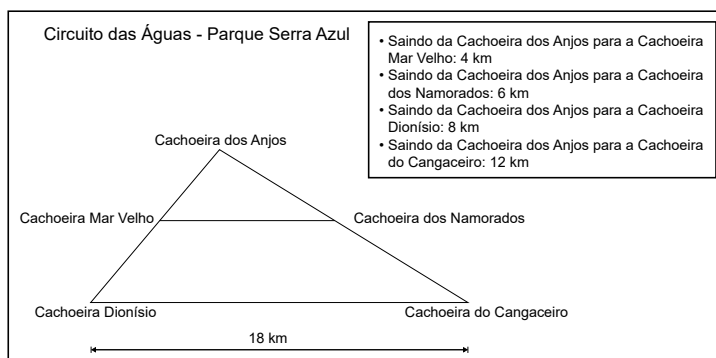 Circuito das Águas - Parque Serra Azul
• Saindo da Cachoeira dos Anjos para a Cachoeira
Mar Velho: 4 km
• Saindo da Cachoeira dos Anjos para a Cachoeira
dos Namorados: 6 km
• Saindo da Cachoeira dos Anjos para a Cachoeira
Dionísio: 8 km
• Saindo da Cachoeira dos Anjos para a Cachoeira
do Cangaceiro: 12 km
Cachoeira dos Anjos
Cachoeira Mar Velho
Cachoeira dos Namorados
Cachoeira Dionísio
Cachoeira do Cangaceiro
18 km